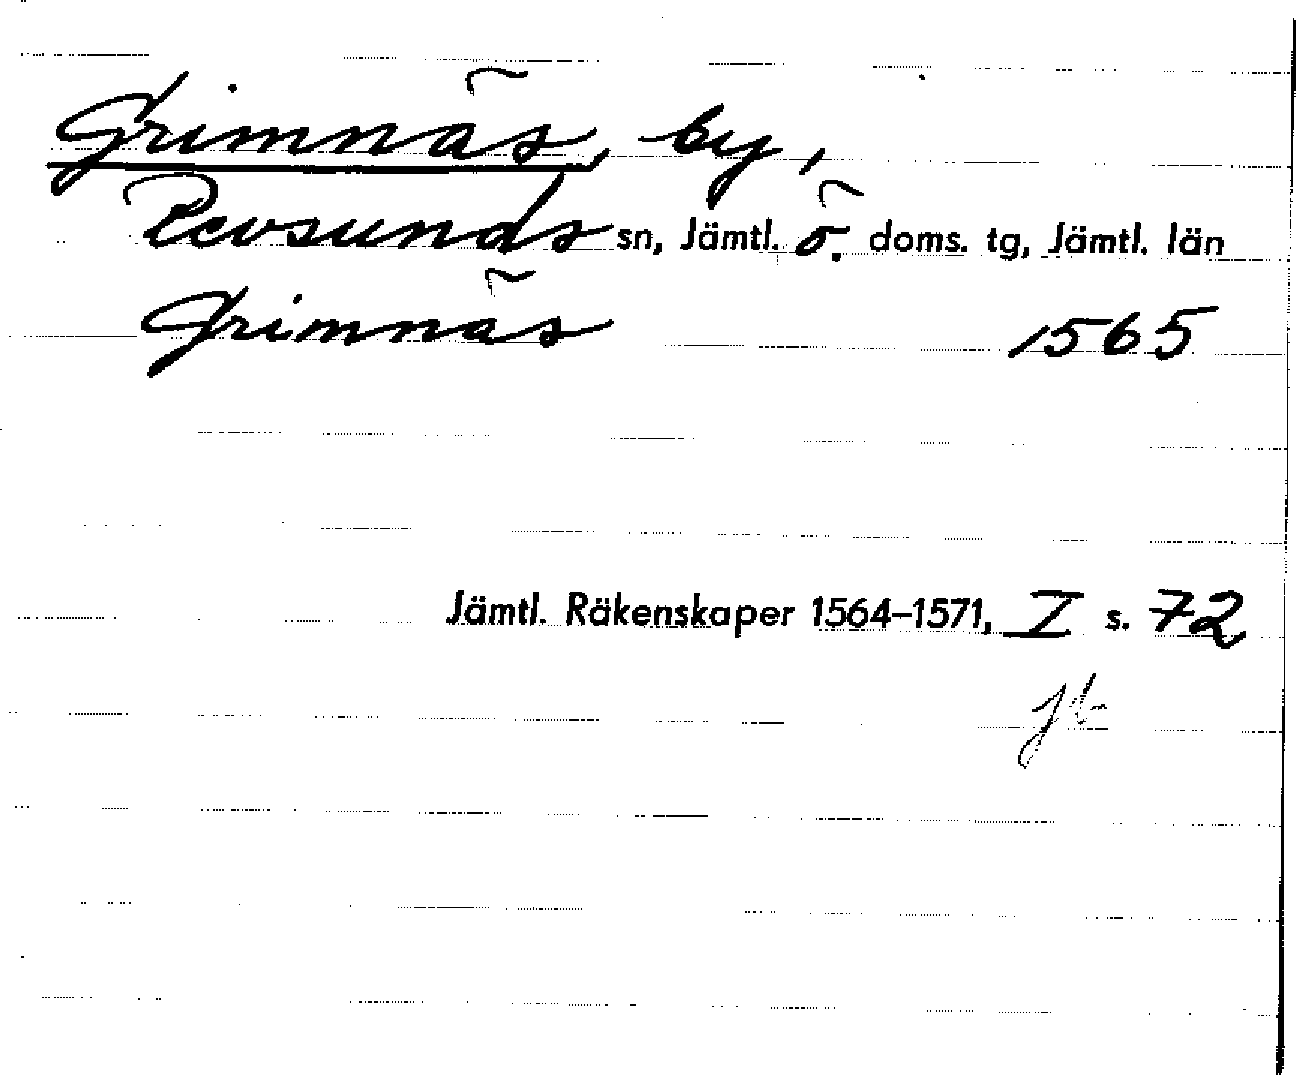 Grimnäs, by,
Revsunds sn, Jämtl. ö. doms. tg, Jämtl. län
Grimnäs 1565
Jämtl. Räkenskaper 1564–1571, I s. 72